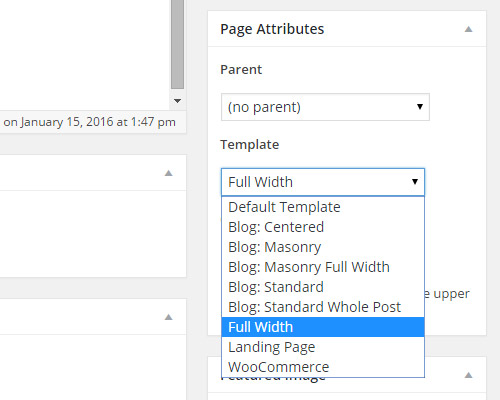 Page Attributes
Parent
(no parent)
on January 15, 2016 at 1:47 pm
Template
Full Width
Default Template
Blog: Centered
Blog: Masonry
Blog: Masonry Full Width
Blog: Standard
e upper
Blog: Standard Whole Post
Full Width
Landing Page
WooCommerce
Featured Image